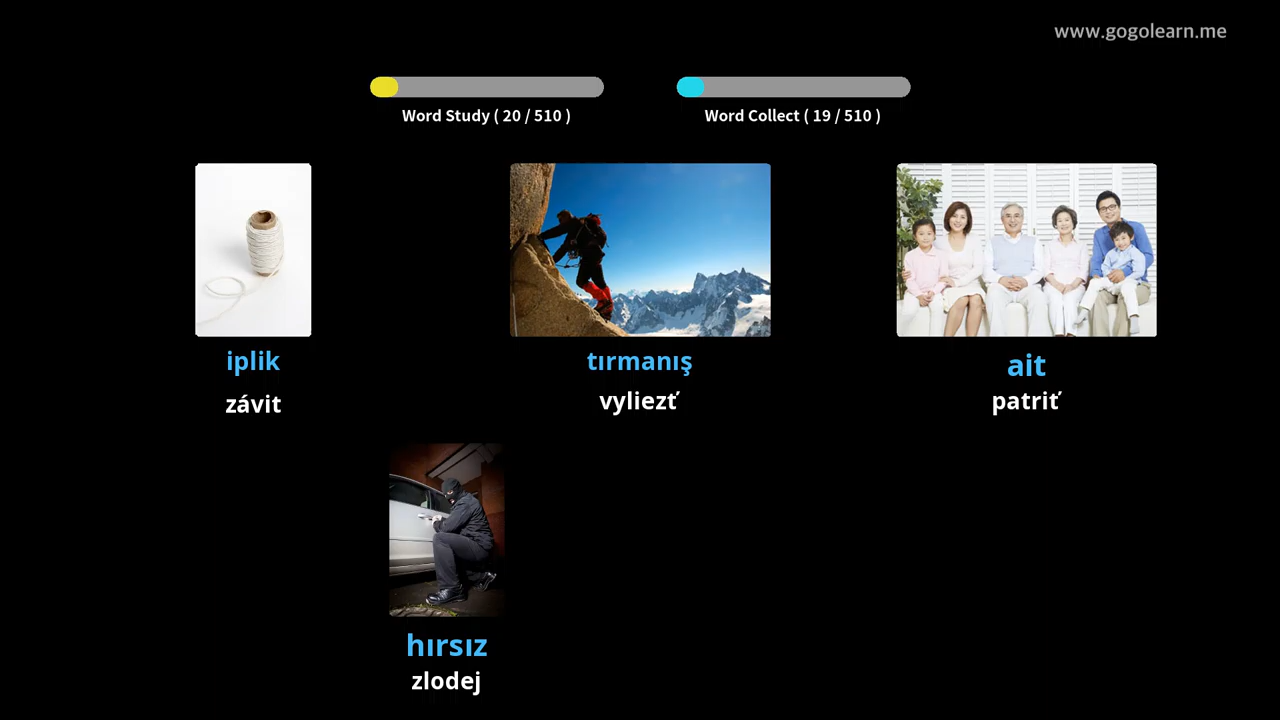 www.gogolearn.me
Word Study ( 20 / 510 )
Word Collect ( 19 / 510 )
iplik
závit
tırmanış
vyliezť
ait
patriť
hırsız
zlodej